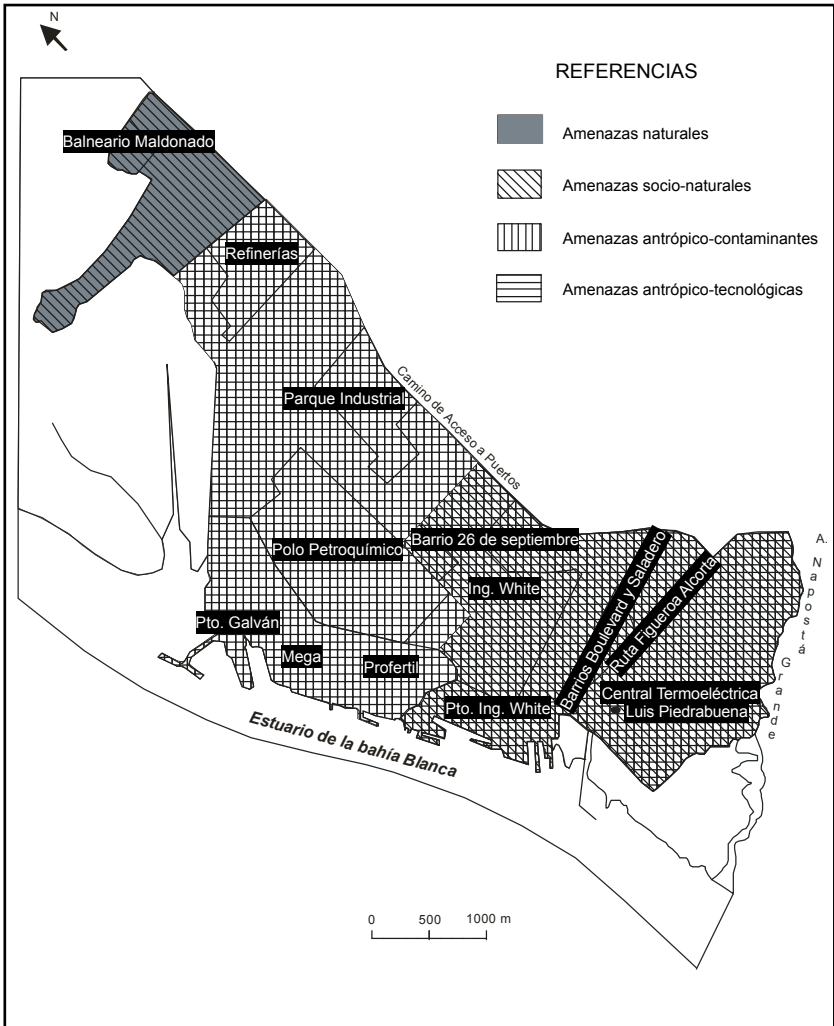 N
REFERENCIAS
Amenazas naturales
Amenazas socio-naturales
Amenazas antrópico-contaminantes
Amenazas antrópico-tecnológicas
Balneario Maldonado
Refinerías
Parque Industrial
Camino de Acceso a Puertos
Polo Petroquímico
Barrio 26 de septiembre
Ing. White
Barrios Boulevard y Saladero
Ruta Figueroa Alcorta
A. Napostá Grande
Pto. Galván
Mega
Profertil
Pto. Ing. White
Central Termoeléctrica
Luis Piedrabuena
Estuario de la bahía Blanca
0 500 1000 m